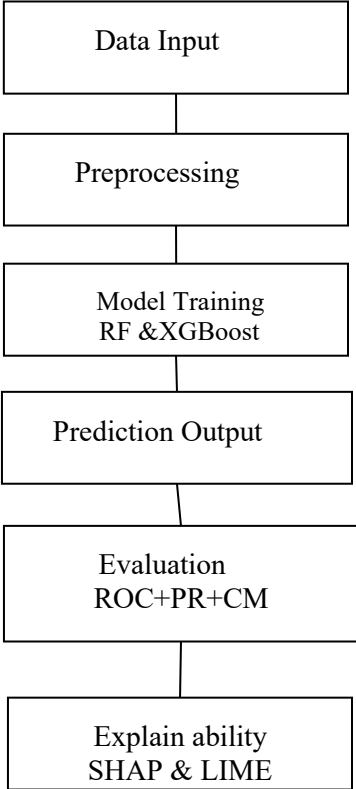 Data Input
Preprocessing
Model Training
RF &XGBoost
Prediction Output
Evaluation
ROC+PR+CM
Explain ability
SHAP & LIME